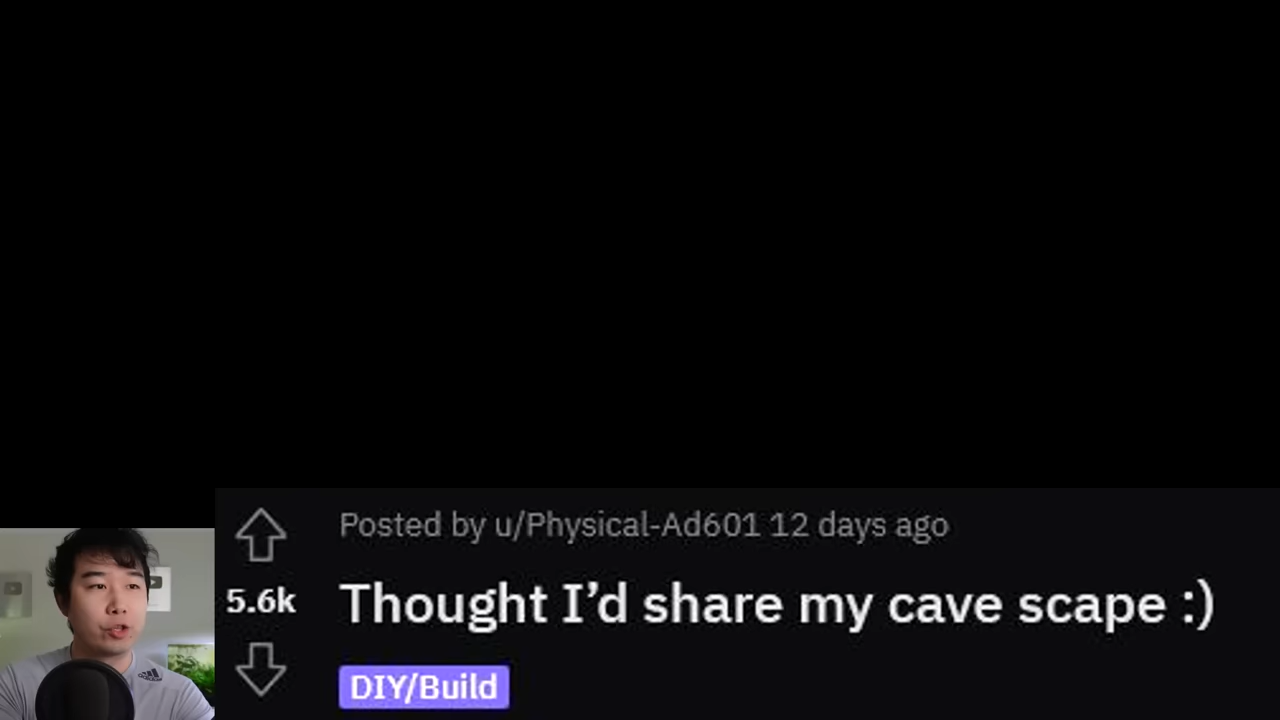 Posted by u/Physical-Ad601 12 days ago
5.6k
Thought I’d share my cave scape :)
DIY/Build